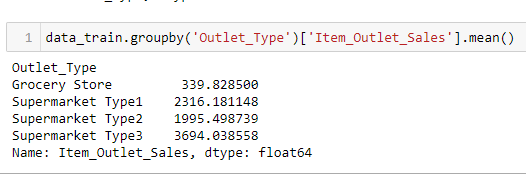 1 data_train.groupby('Outlet_Type')['Item_Outlet_Sales'].mean()
Outlet_Type
Grocery Store         339.828500
Supermarket Type1    2316.181148
Supermarket Type2    1995.498739
Supermarket Type3    3694.038558
Name: Item_Outlet_Sales, dtype: float64